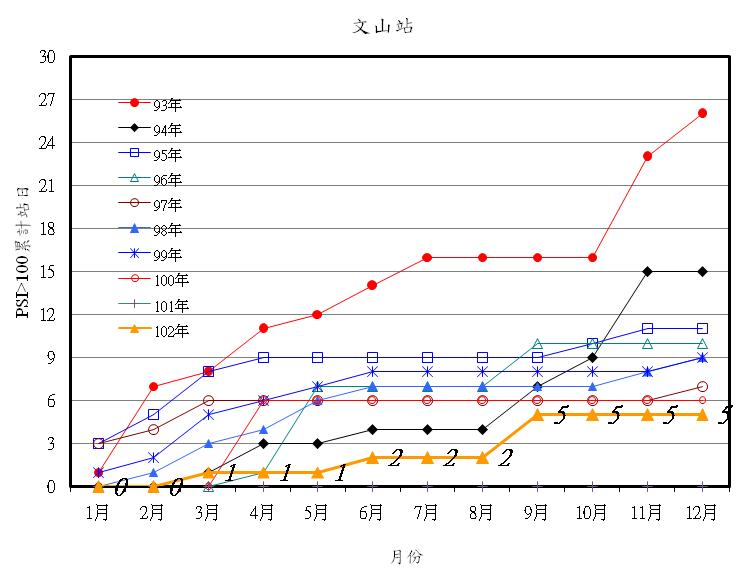 文山站
PSI>100累計站日
30
27
24
21
18
15
12
9
6
3
0
93年
94年
95年
96年
97年
98年
99年
100年
101年
102年
0 0 1 1 1 2 2 2 5 5 5 5
1月 2月 3月 4月 5月 6月 7月 8月 9月 10月 11月 12月
月份